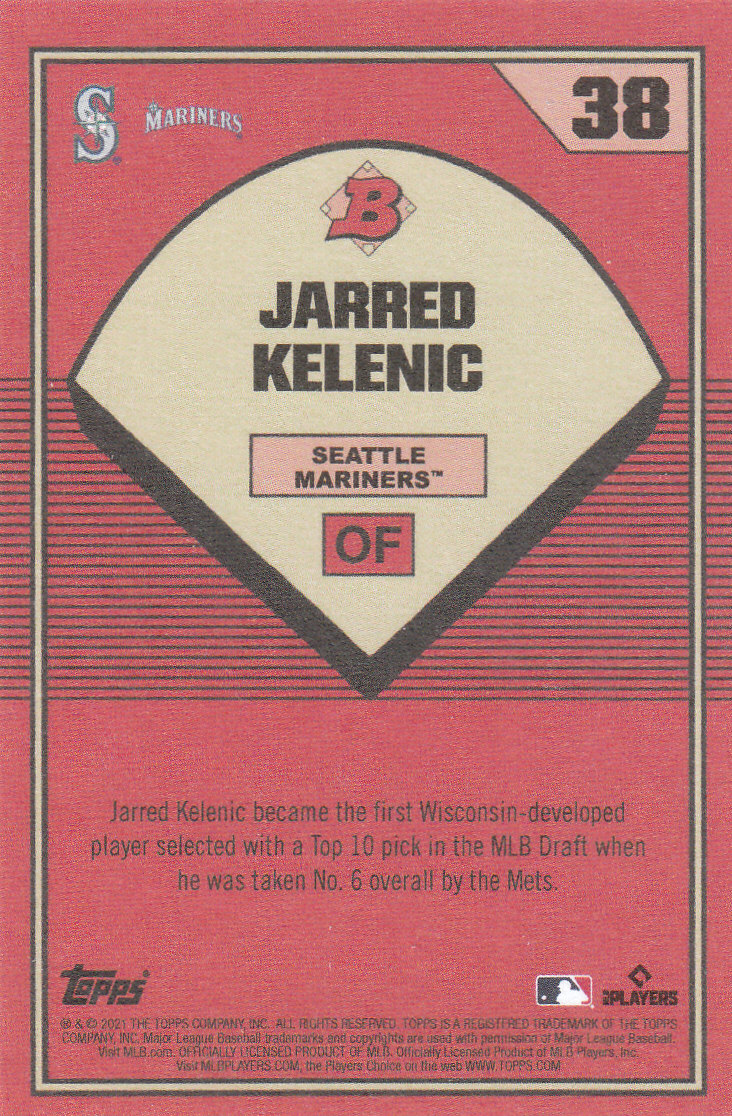 S
MARINERS
38
B
JARRED
KELENIC
SEATTLE
MARINERS™
OF
Jarred Kelenic became the first Wisconsin-developed
player selected with a Top 10 pick in the MLB Draft when
he was taken No. 6 overall by the Mets.
topps®
PLAYERS
® & © 2021 THE TOPPS COMPANY, INC. ALL RIGHTS RESERVED. TOPPS IS A REGISTERED TRADEMARK OF THE TOPPS
COMPANY, INC. Major League Baseball trademarks and copyrights are used with permission of Major League Baseball.
Visit MLB.com. OFFICIALLY LICENSED PRODUCT OF MLB. Officially Licensed Product of MLB Players, Inc.
Visit MLBPLAYERS.COM, the Players Choice on the web WWW.TOPPS.COM